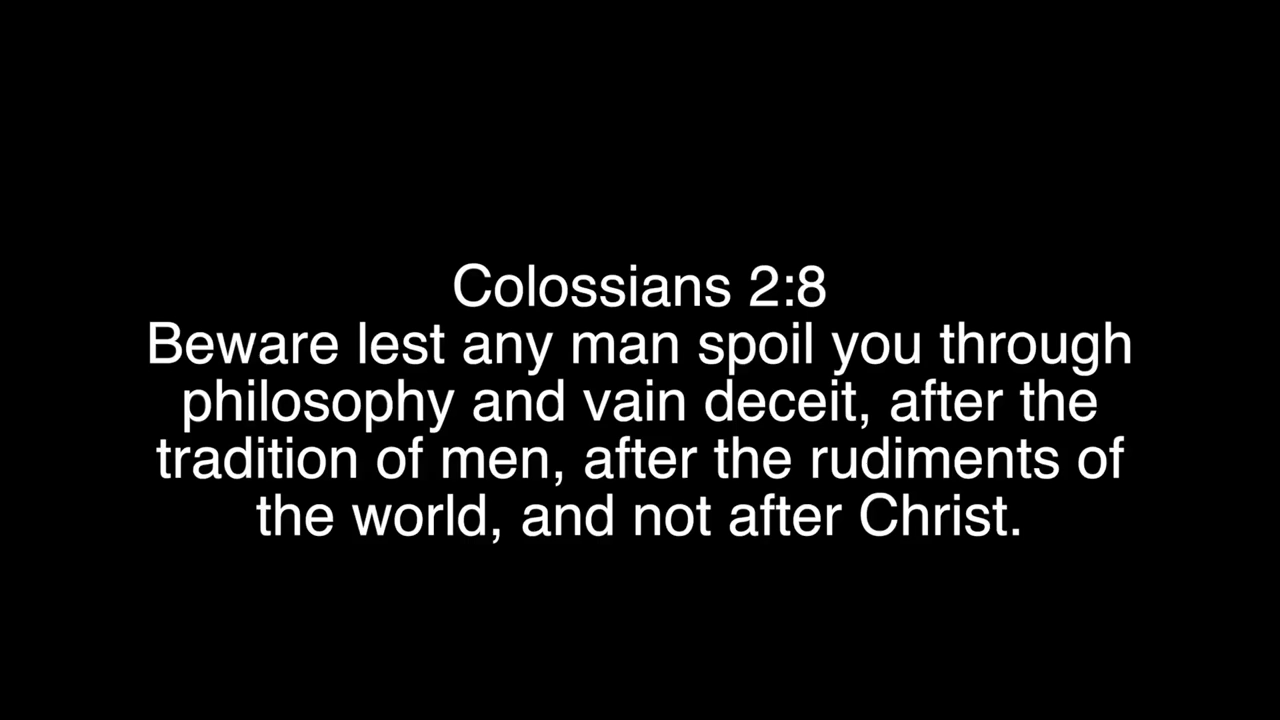 Colossians 2:8
Beware lest any man spoil you through
philosophy and vain deceit, after the
tradition of men, after the rudiments of
the world, and not after Christ.